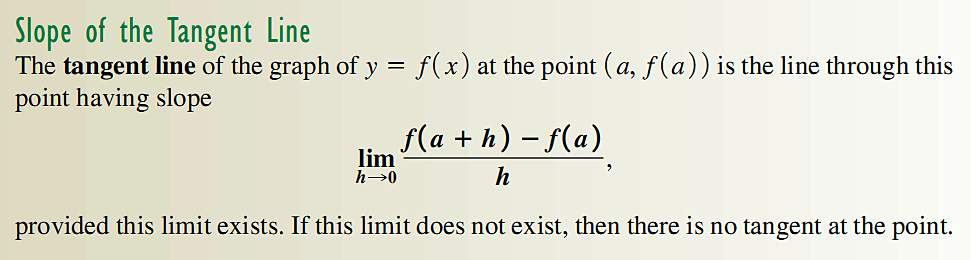 Slope of the Tangent Line
The tangent line of the graph of y = f(x) at the point (a, f(a)) is the line through this
point having slope
lim h→0 f(a + h) − f(a) / h,
provided this limit exists. If this limit does not exist, then there is no tangent at the point.